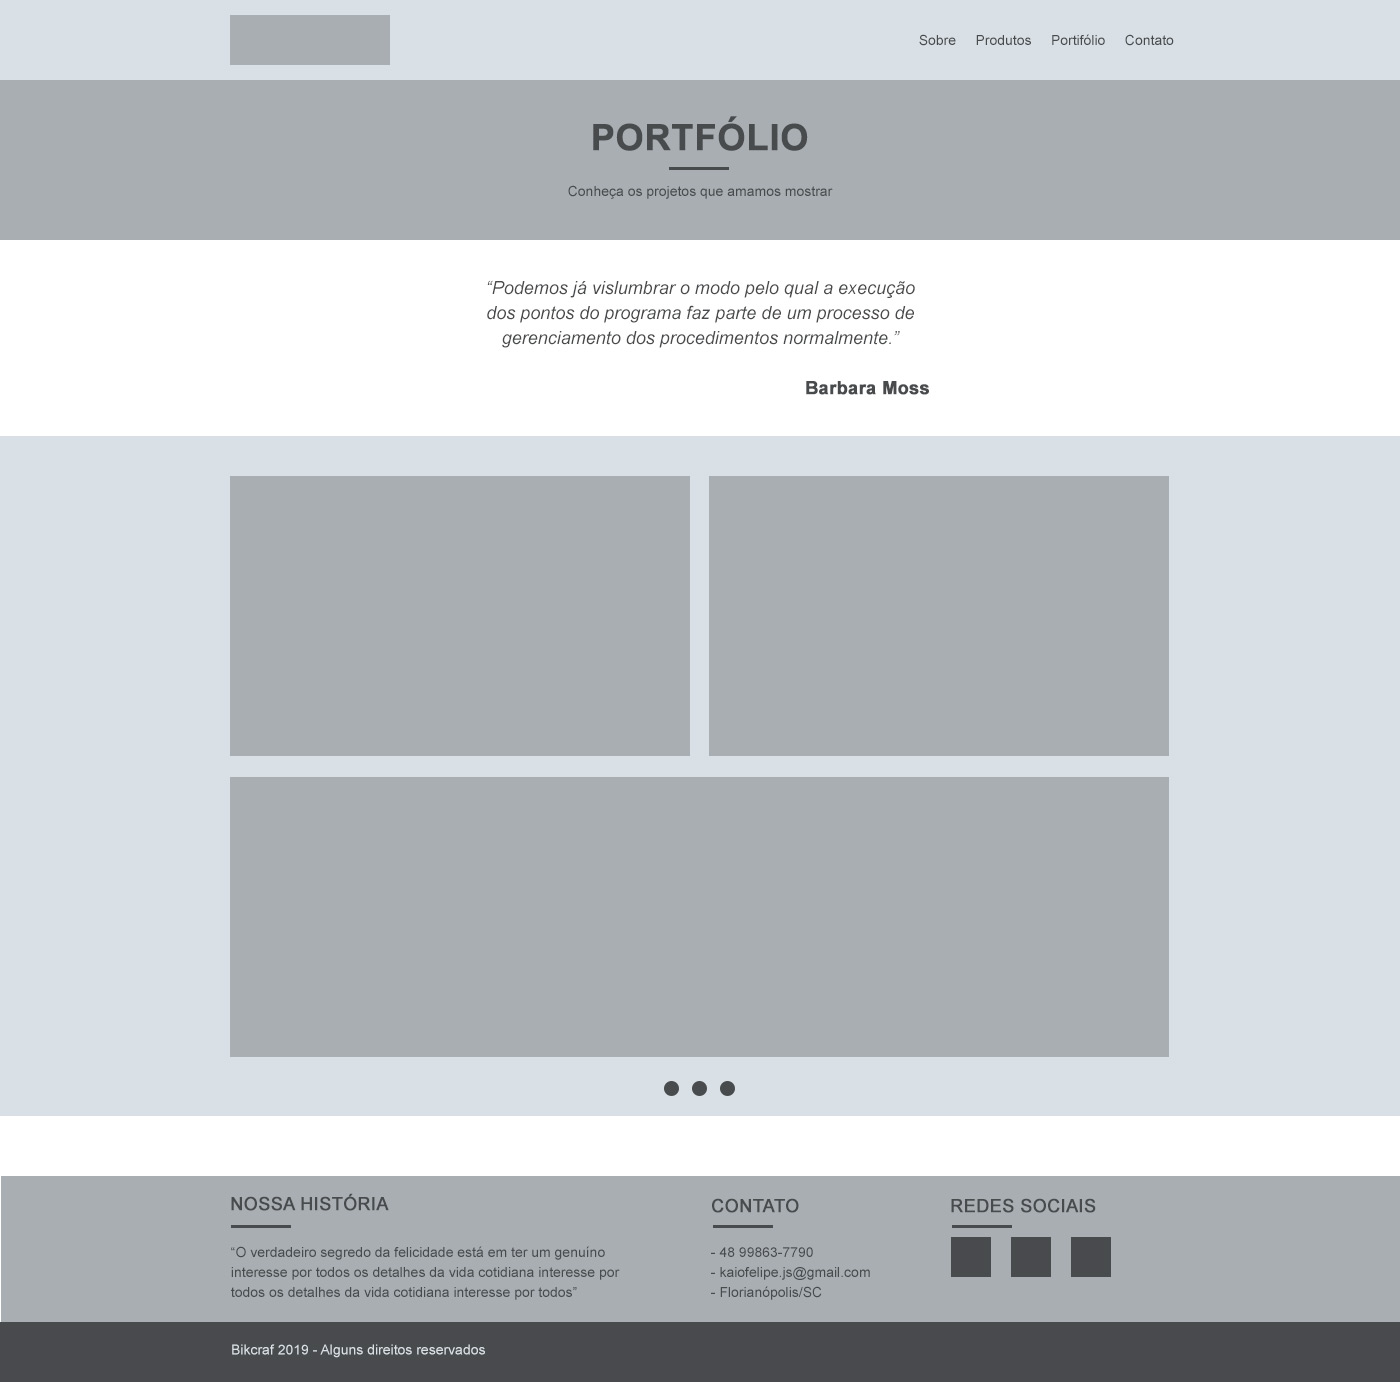 Sobre Produtos Portifólio Contato
PORTFÓLIO
Conheça os projetos que amamos mostrar
“Podemos já vislumbrar o modo pelo qual a execução
dos pontos do programa faz parte de um processo de
gerenciamento dos procedimentos normalmente.”
Barbara Moss
NOSSA HISTÓRIA
“O verdadeiro segredo da felicidade está em ter um genuíno
interesse por todos os detalhes da vida cotidiana interesse por
todos os detalhes da vida cotidiana interesse por todos”
CONTATO
- 48 99863-7790
- kaiofelipe.js@gmail.com
- Florianópolis/SC
REDES SOCIAIS
Bikcraf 2019 - Alguns direitos reservados